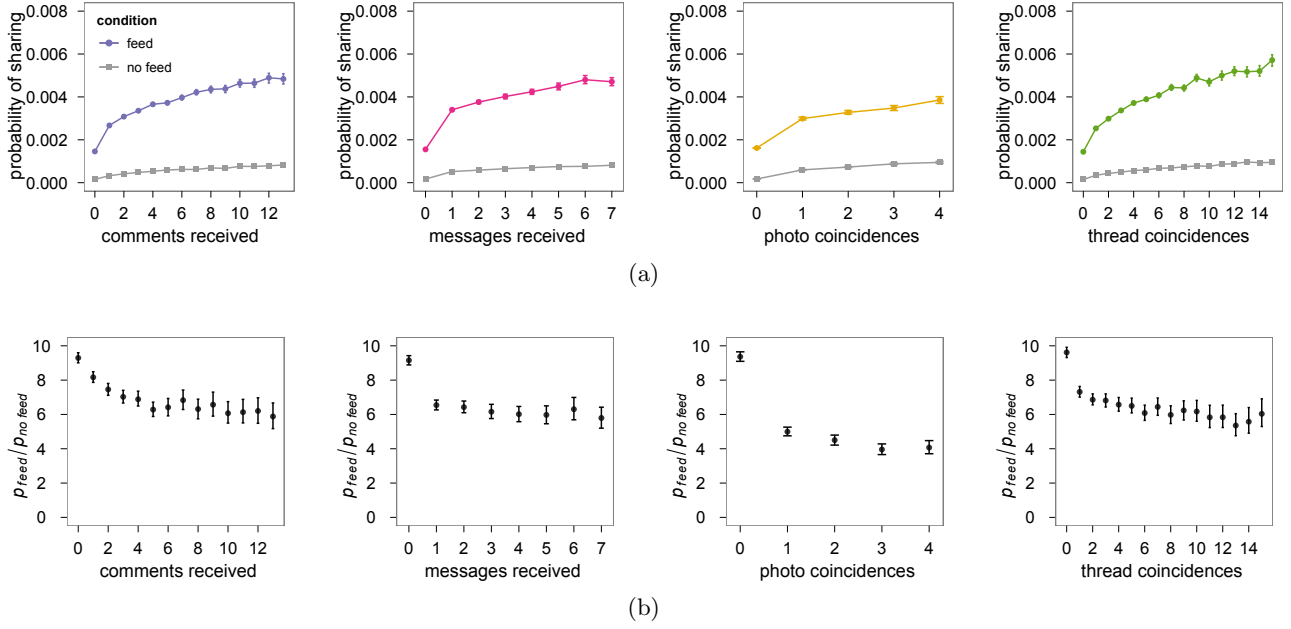 condition
feed
no feed
probability of sharing
0.008
0.006
0.004
0.002
0.000
0 2 4 6 8 10 12
comments received
probability of sharing
0.008
0.006
0.004
0.002
0.000
0 1 2 3 4 5 6 7
messages received
probability of sharing
0.008
0.006
0.004
0.002
0.000
0 1 2 3 4
photo coincidences
probability of sharing
0.008
0.006
0.004
0.002
0.000
0 2 4 6 8 10 12 14
thread coincidences
(a)
p_feed/p_no feed
10
8
6
4
2
0
0 2 4 6 8 10 12
comments received
p_feed/p_no feed
10
8
6
4
2
0
0 1 2 3 4 5 6 7
messages received
p_feed/p_no feed
10
8
6
4
2
0
0 1 2 3 4
photo coincidences
p_feed/p_no feed
10
8
6
4
2
0
0 2 4 6 8 10 12 14
thread coincidences
(b)